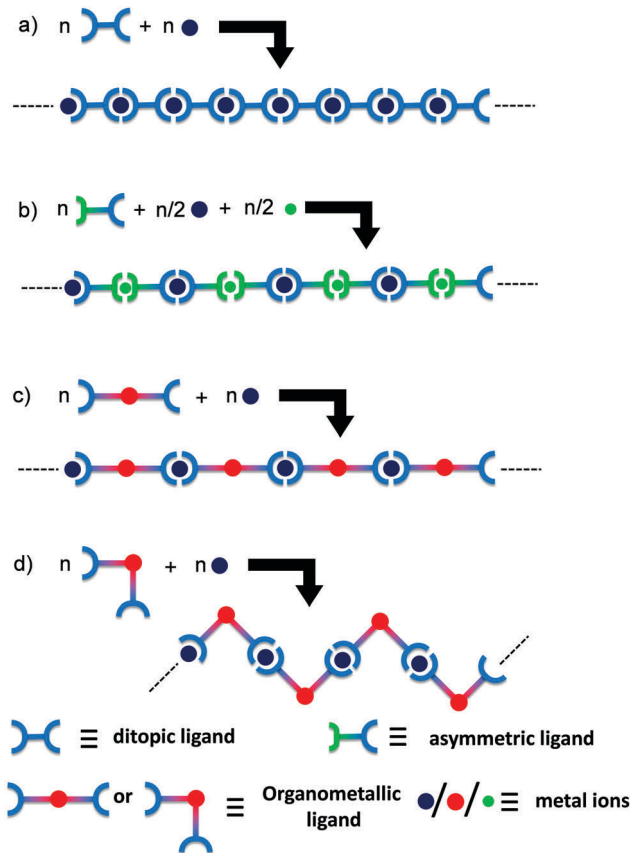 a) n + n
b) n + n/2 + n/2
c) n + n
d) n + n
≡ ditopic ligand ≡ asymmetric ligand
or ≡ Organometallic ligand / / ≡ metal ions